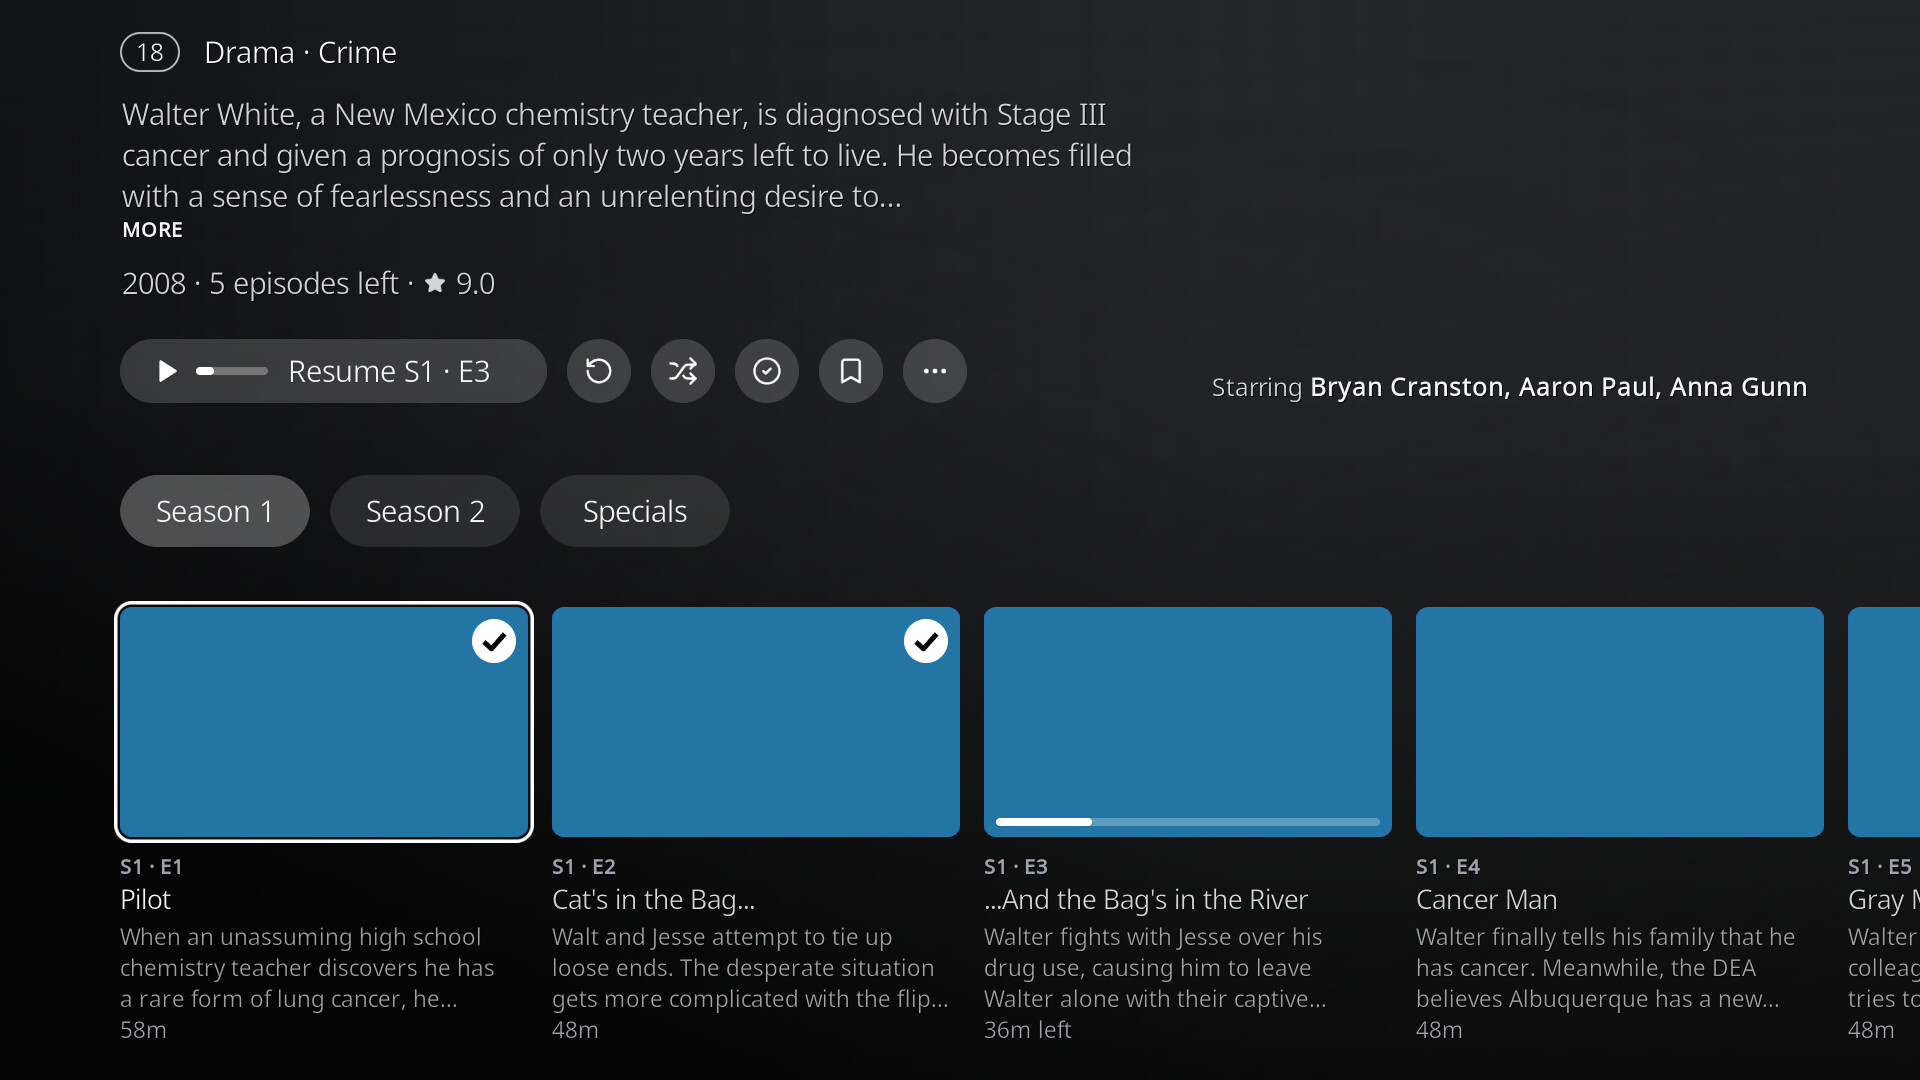 18 Drama · Crime
Walter White, a New Mexico chemistry teacher, is diagnosed with Stage III
cancer and given a prognosis of only two years left to live. He becomes filled
with a sense of fearlessness and an unrelenting desire to...
MORE
2008 · 5 episodes left · ★ 9.0
Resume S1 · E3
Starring Bryan Cranston, Aaron Paul, Anna Gunn
Season 1
Season 2
Specials
S1 · E1
Pilot
When an unassuming high school
chemistry teacher discovers he has
a rare form of lung cancer, he...
58m
S1 · E2
Cat's in the Bag...
Walt and Jesse attempt to tie up
loose ends. The desperate situation
gets more complicated with the flip...
48m
S1 · E3
...And the Bag's in the River
Walter fights with Jesse over his
drug use, causing him to leave
Walter alone with their captive...
36m left
S1 · E4
Cancer Man
Walter finally tells his family that he
has cancer. Meanwhile, the DEA
believes Albuquerque has a new...
48m
S1 · E5
Gray
Walter
tries
48m